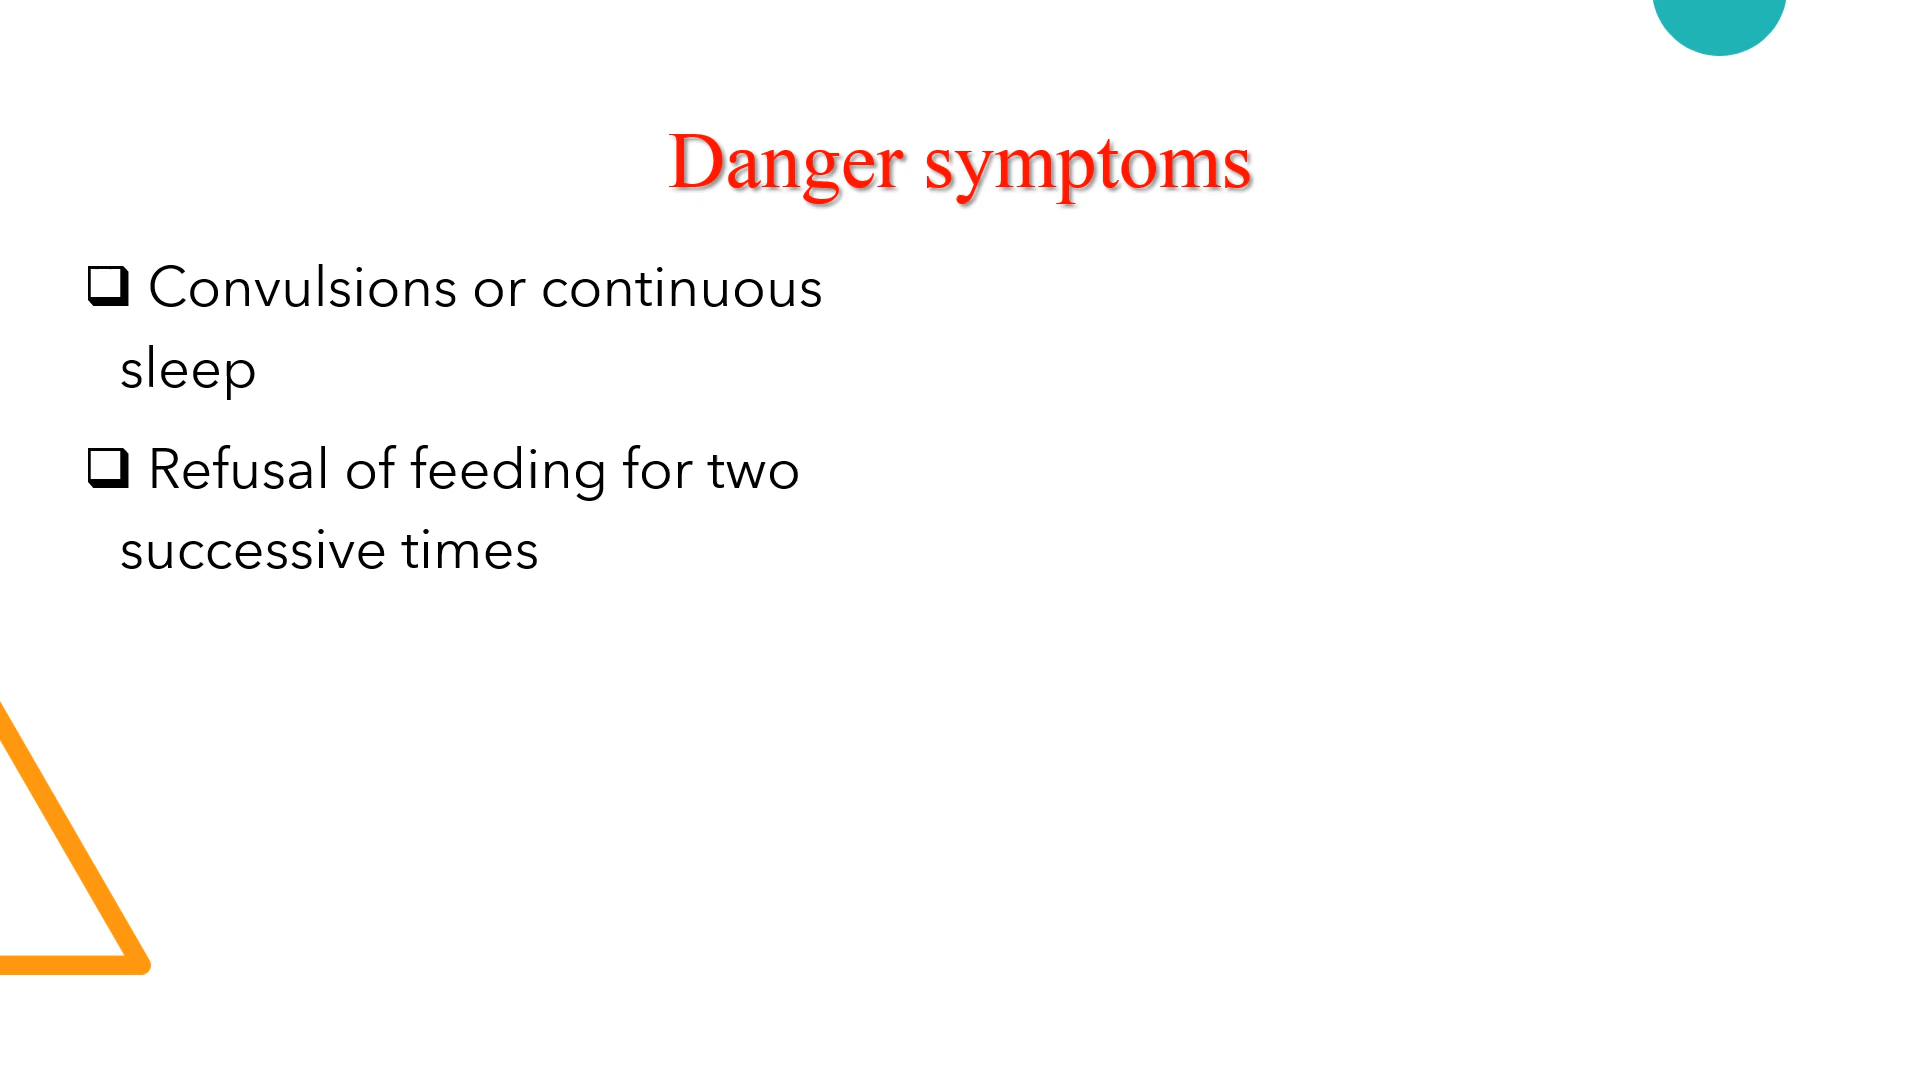 Danger symptoms
❑ Convulsions or continuous
sleep
❑ Refusal of feeding for two
successive times